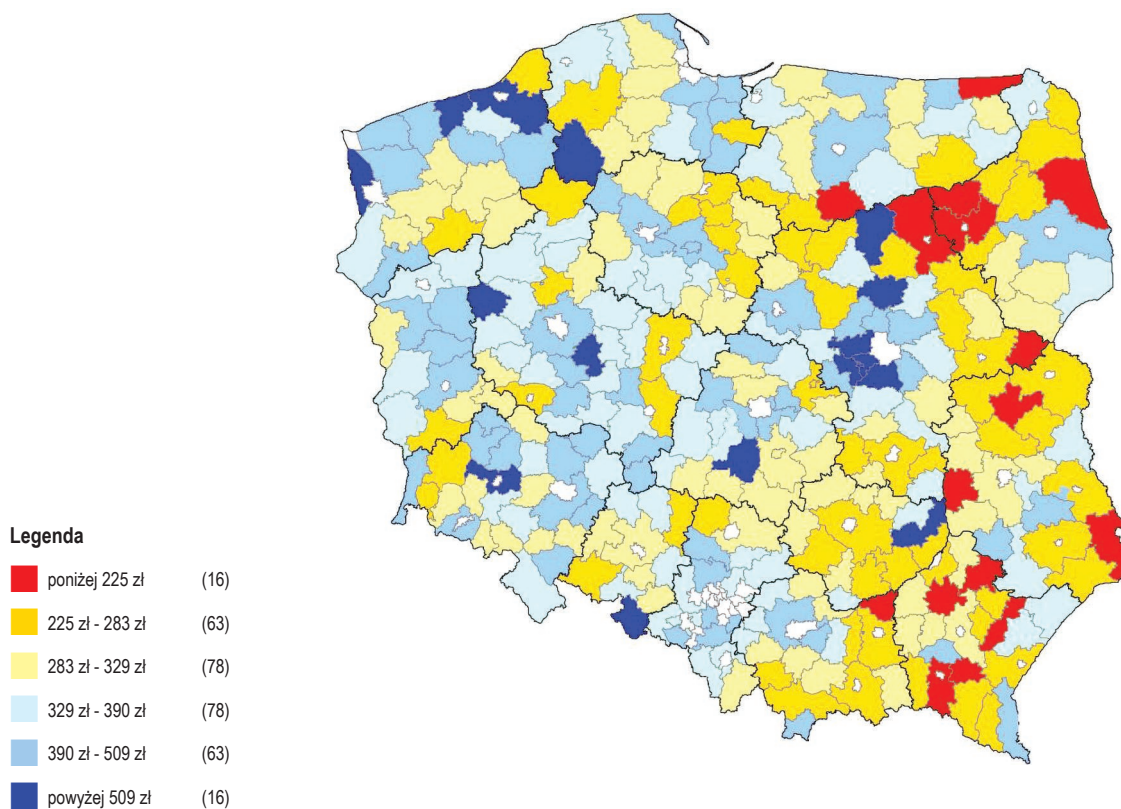 Legenda
poniżej 225 zł (16)
225 zł - 283 zł (63)
283 zł - 329 zł (78)
329 zł - 390 zł (78)
390 zł - 509 zł (63)
powyżej 509 zł (16)